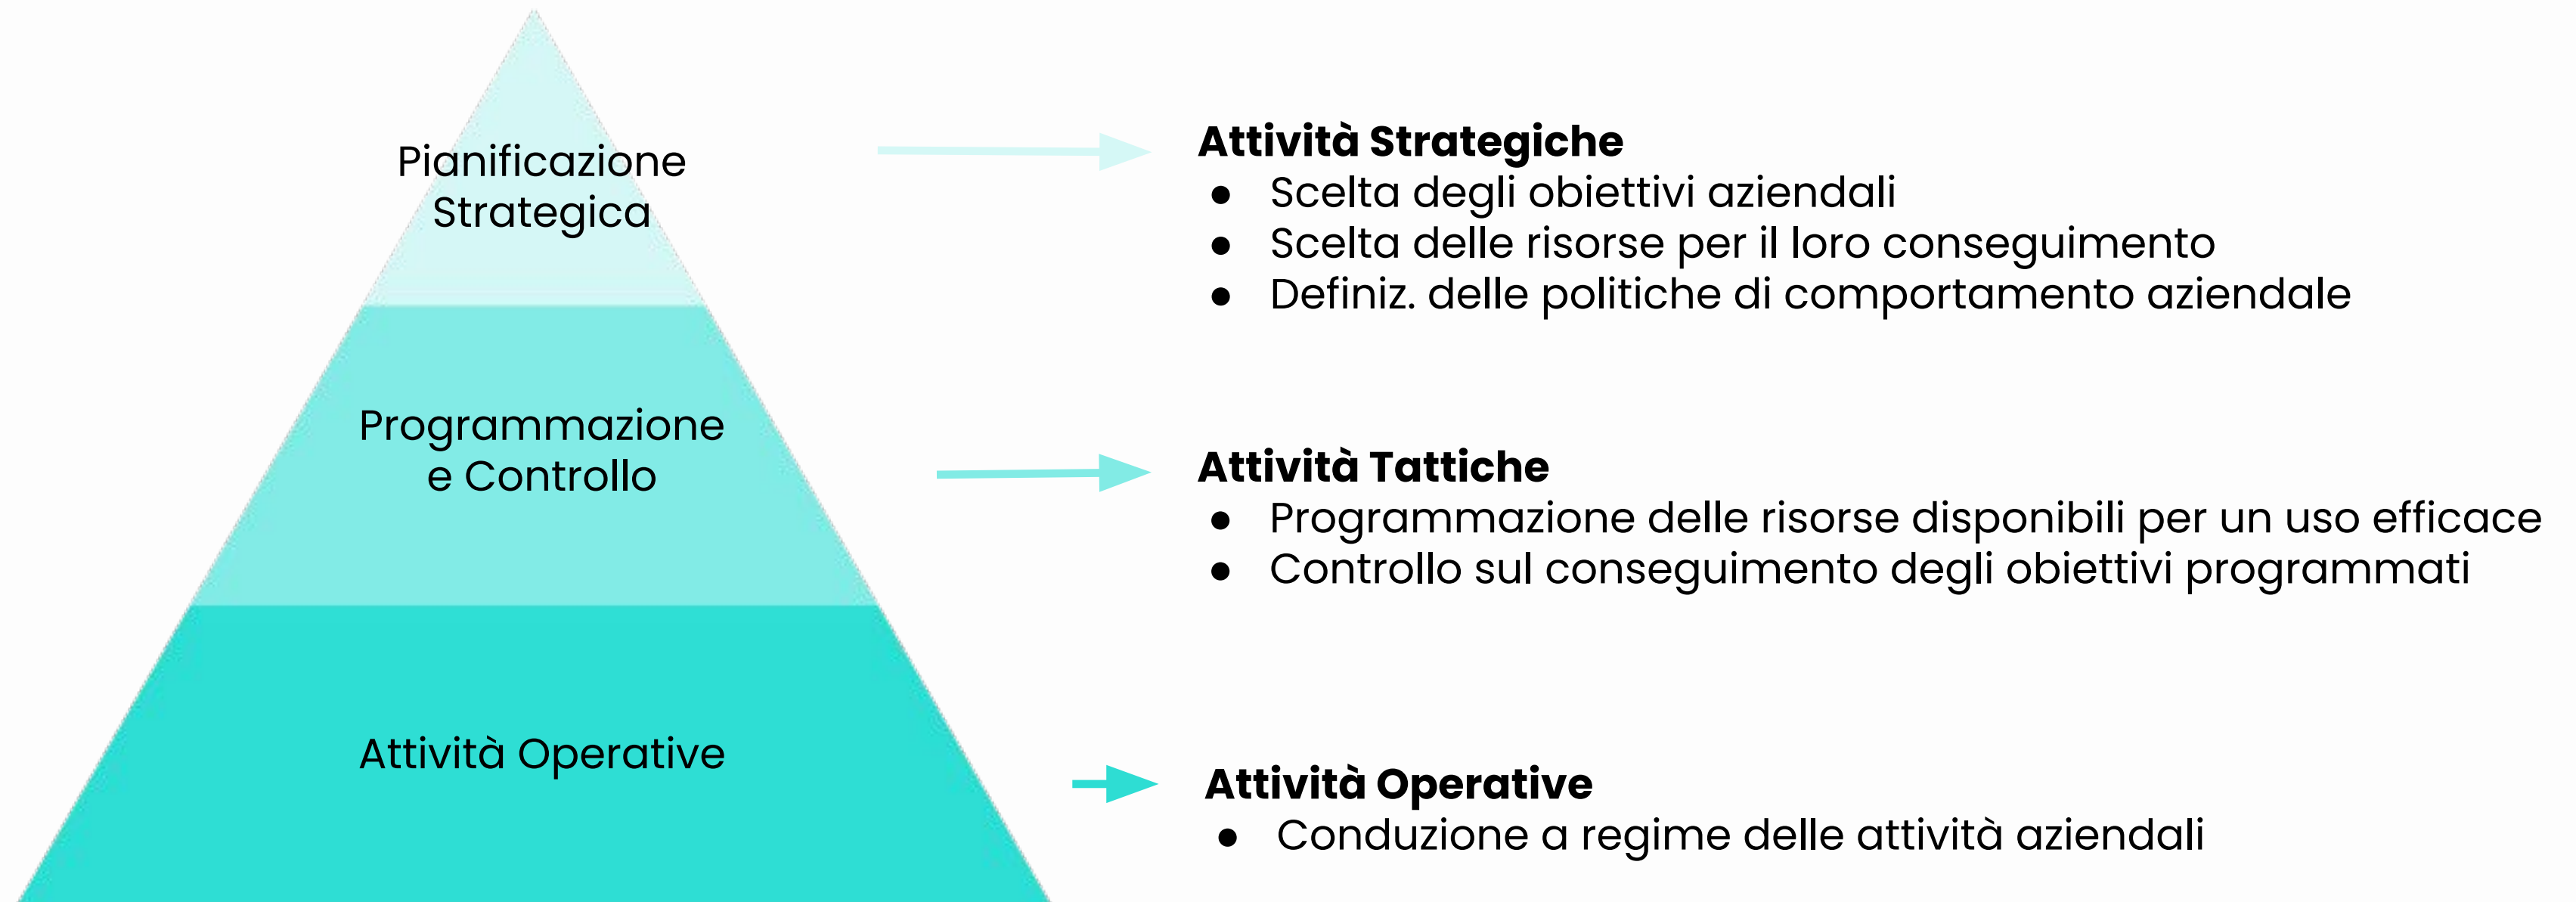 Pianificazione
Strategica
Attività Strategiche
● Scelta degli obiettivi aziendali
● Scelta delle risorse per il loro conseguimento
● Definiz. delle politiche di comportamento aziendale
Programmazione
e Controllo
Attività Tattiche
● Programmazione delle risorse disponibili per un uso efficace
● Controllo sul conseguimento degli obiettivi programmati
Attività Operative
Attività Operative
● Conduzione a regime delle attività aziendali